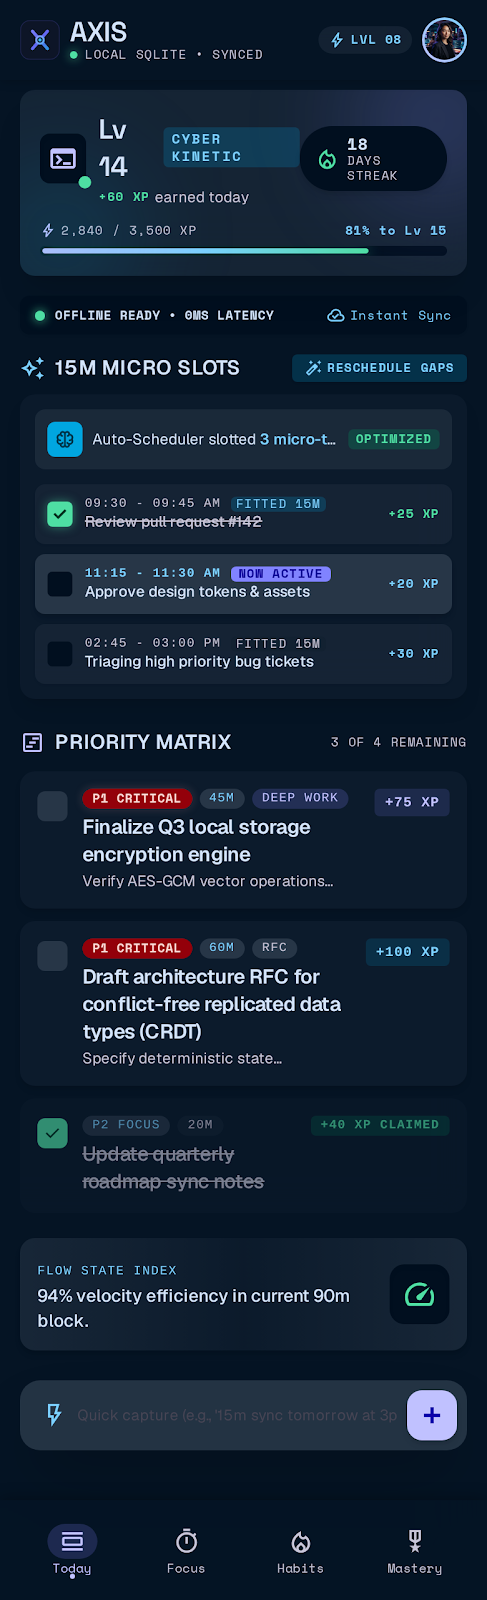 AXIS
LOCAL SQLITE • SYNCED
LVL 08
Lv
14
CYBER
KINETIC
18
DAYS
STREAK
+60 XP earned today
2,840 / 3,500 XP
81% to Lv 15
OFFLINE READY • 0MS LATENCY
Instant Sync
15M MICRO SLOTS
RESCHEDULE GAPS
Auto-Scheduler slotted 3 micro-t…
OPTIMIZED
09:30 - 09:45 AM FITTED 15M
Review pull request #142
+25 XP
11:15 - 11:30 AM NOW ACTIVE
Approve design tokens & assets
+20 XP
02:45 - 03:00 PM FITTED 15M
Triaging high priority bug tickets
+30 XP
PRIORITY MATRIX
3 OF 4 REMAINING
P1 CRITICAL 45M DEEP WORK
+75 XP
Finalize Q3 local storage
encryption engine
Verify AES-GCM vector operations…
P1 CRITICAL 60M RFC
+100 XP
Draft architecture RFC for
conflict-free replicated data
types (CRDT)
Specify deterministic state…
P2 FOCUS 20M
+40 XP CLAIMED
Update quarterly
roadmap sync notes
FLOW STATE INDEX
94% velocity efficiency in current 90m
block.
Quick capture (e.g., '15m sync tomorrow at 3p
Today
Focus
Habits
Mastery